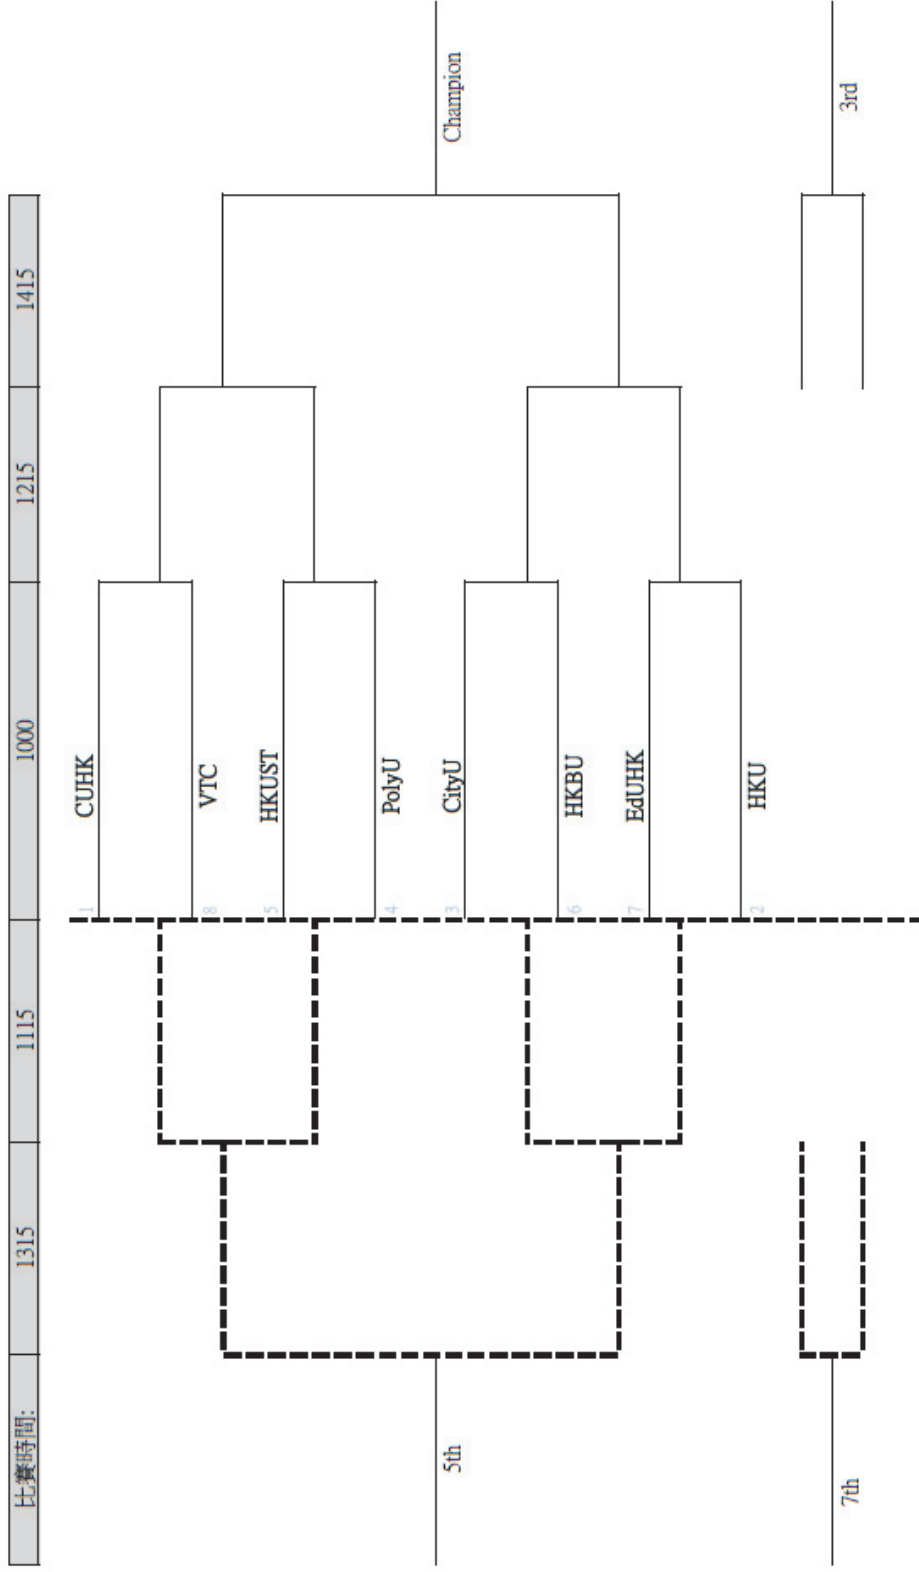 比賽時間:
1315
1115
1000
1215
1415
1
CUHK
8
VTC
5
HKUST
4
PolyU
3
CityU
6
HKBU
7
EdUHK
2
HKU
5th
Champion
7th
3rd